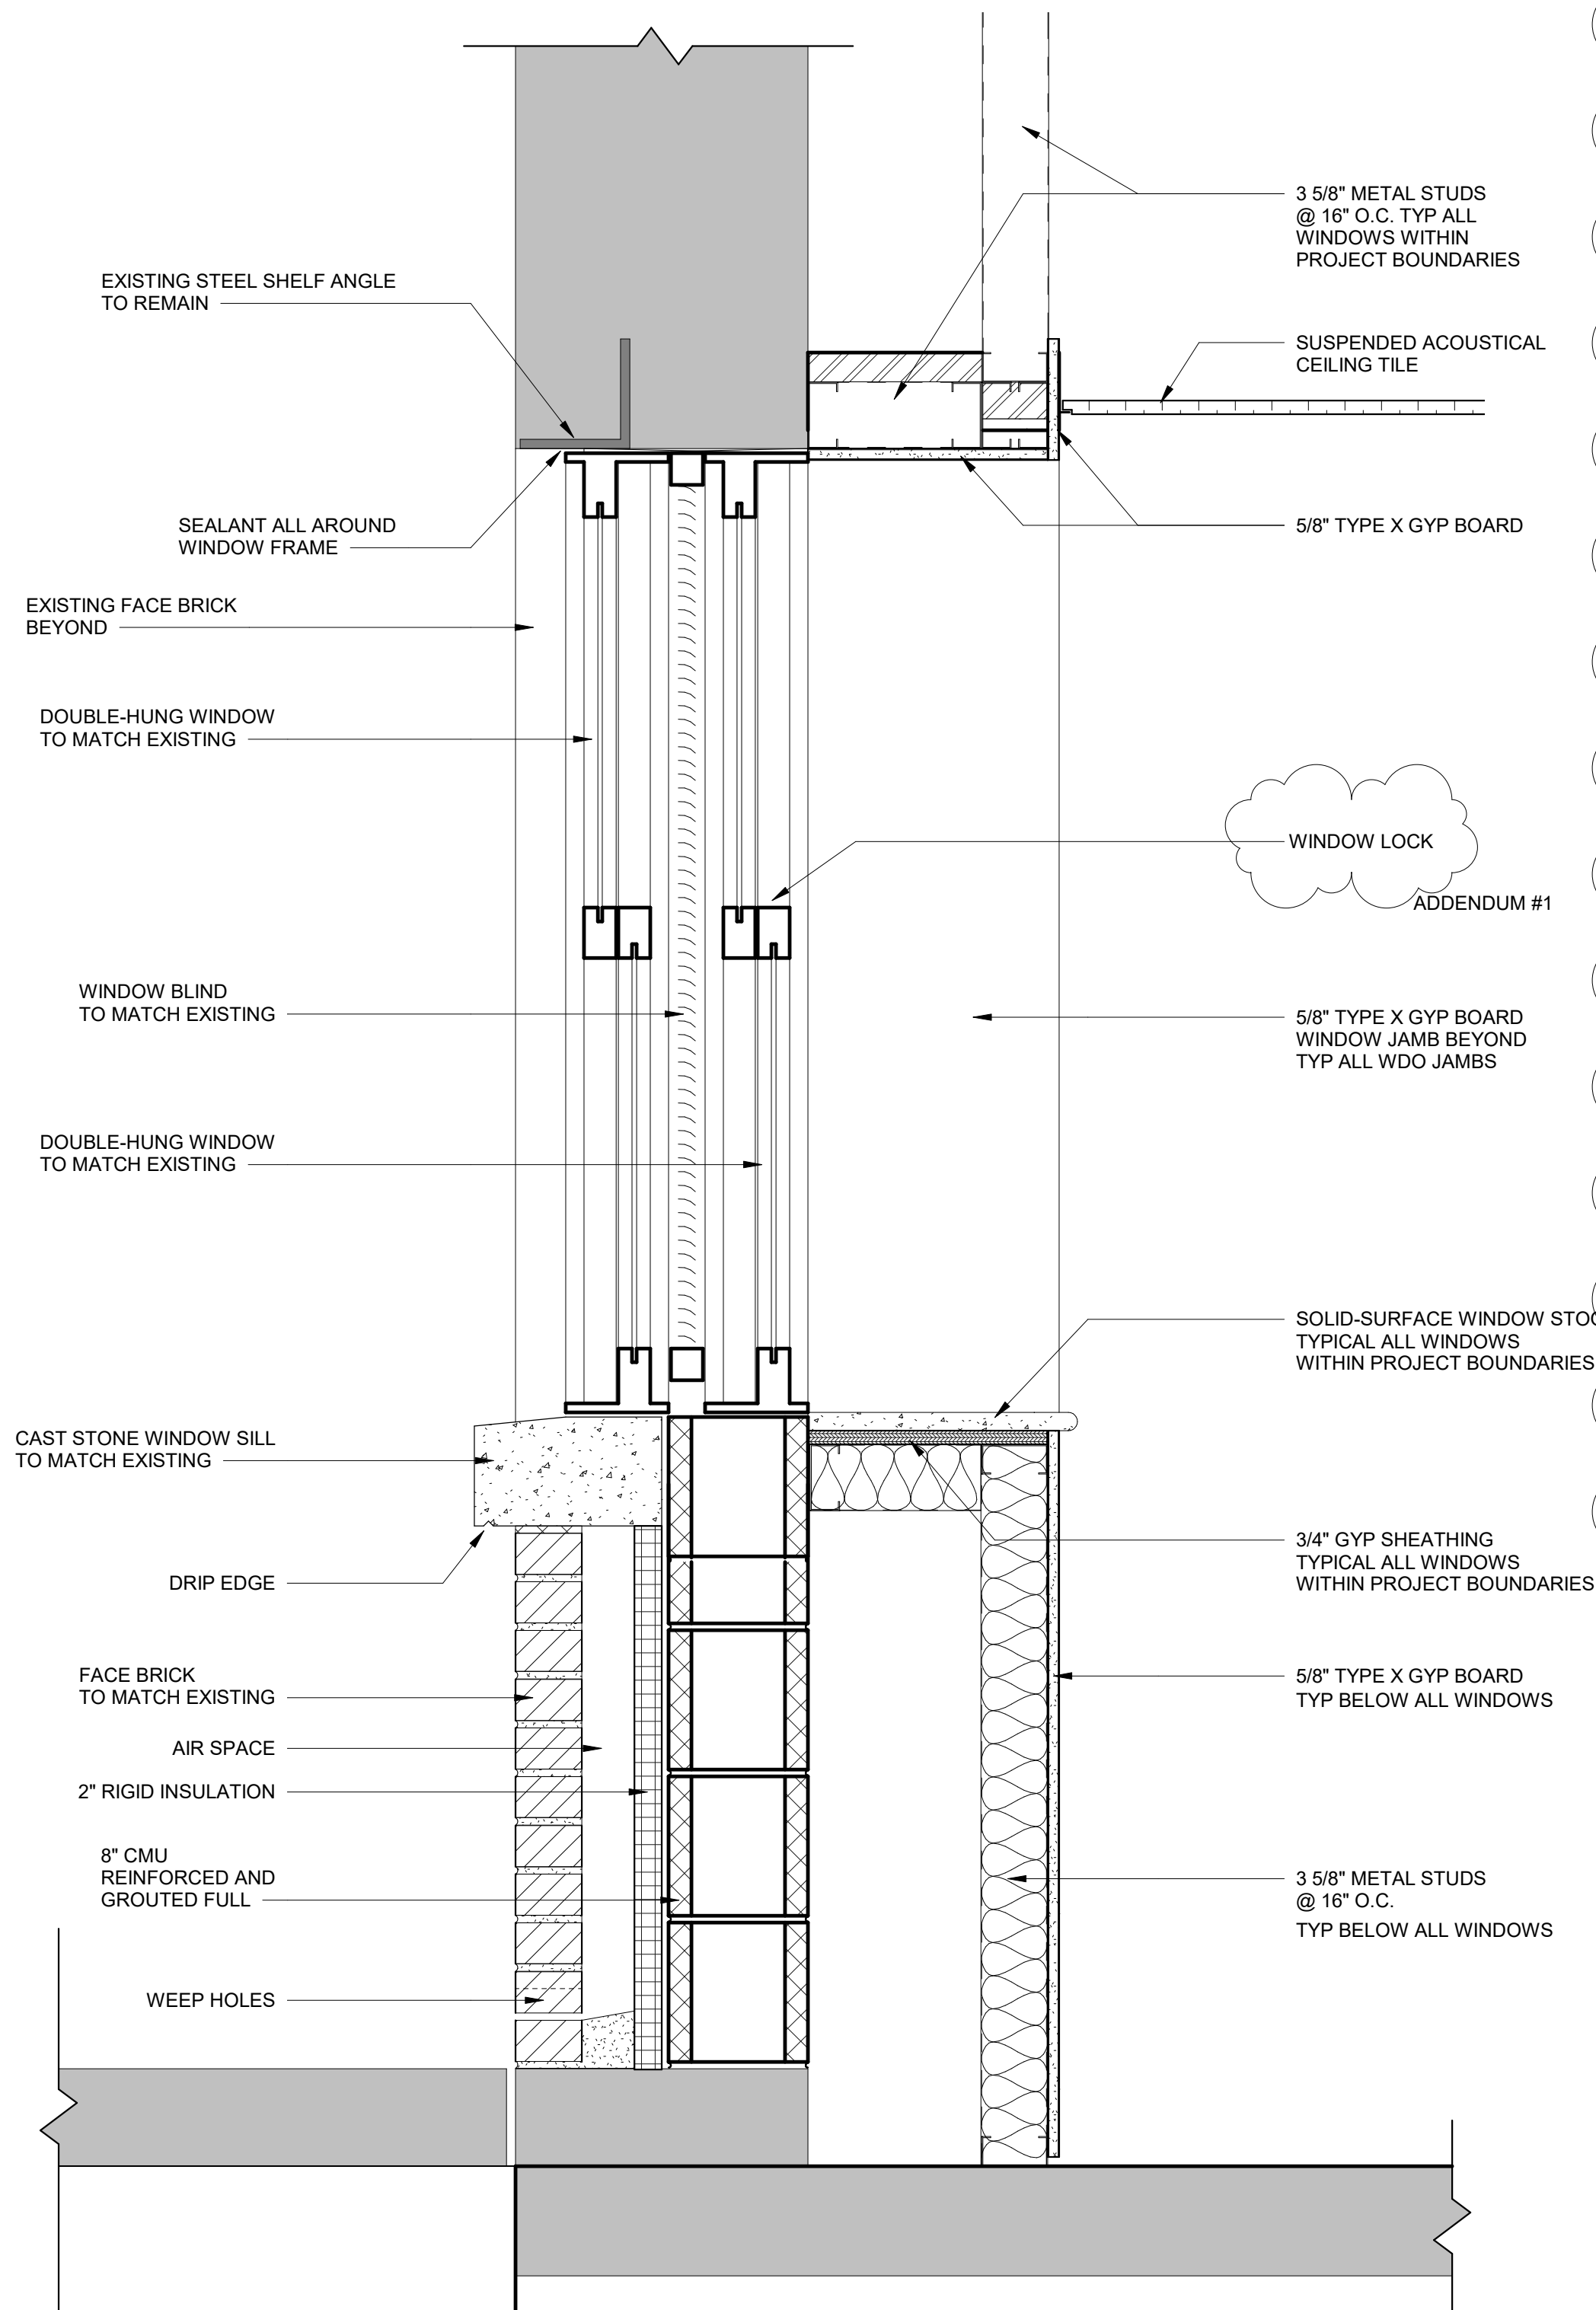 3 5/8" METAL STUDS
@ 16" O.C. TYP ALL
WINDOWS WITHIN
PROJECT BOUNDARIES
EXISTING STEEL SHELF ANGLE
TO REMAIN
SUSPENDED ACOUSTICAL
CEILING TILE
SEALANT ALL AROUND
WINDOW FRAME
5/8" TYPE X GYP BOARD
EXISTING FACE BRICK
BEYOND
DOUBLE-HUNG WINDOW
TO MATCH EXISTING
WINDOW LOCK
ADDENDUM #1
WINDOW BLIND
TO MATCH EXISTING
5/8" TYPE X GYP BOARD
WINDOW JAMB BEYOND
TYP ALL WDO JAMBS
DOUBLE-HUNG WINDOW
TO MATCH EXISTING
SOLID-SURFACE WINDOW
TYPICAL ALL WINDOWS
WITHIN PROJECT BOUNDARIES
CAST STONE WINDOW SILL
TO MATCH EXISTING
3/4" GYP SHEATHING
TYPICAL ALL WINDOWS
WITHIN PROJECT BOUNDARIES
DRIP EDGE
FACE BRICK
TO MATCH EXISTING
5/8" TYPE X GYP BOARD
TYP BELOW ALL WINDOWS
AIR SPACE
2" RIGID INSULATION
8" CMU
REINFORCED AND
GROUTED FULL
3 5/8" METAL STUDS
@ 16" O.C.
TYP BELOW ALL WINDOWS
WEEP HOLES